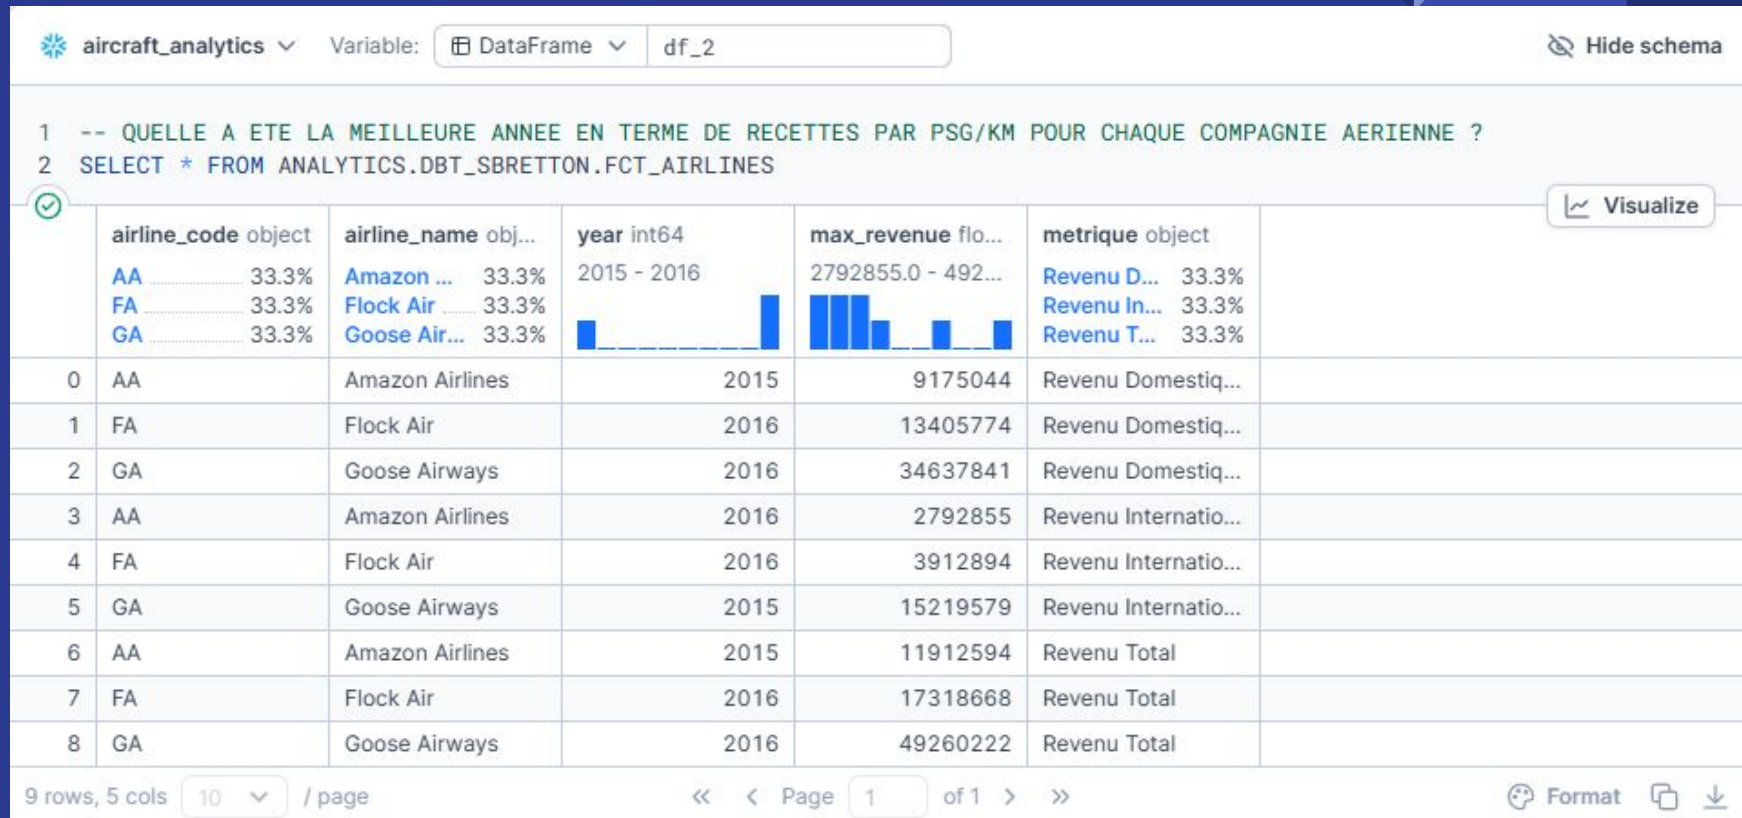 aircraft_analytics Variable: DataFrame df_2 Hide schema
1 -- QUELLE A ETE LA MEILLEURE ANNEE EN TERME DE RECETTES PAR PSG/KM POUR CHAQUE COMPAGNIE AERIENNE ?
2 SELECT * FROM ANALYTICS.DBT_SBRETTON.FCT_AIRLINES
Visualize
airline_code object airline_name obj... year int64 max_revenue flo... metrique object
AA 33.3% Amazon ... 33.3% 2015 - 2016 2792855.0 - 492... Revenu D... 33.3%
FA 33.3% Flock Air 33.3% Revenu In... 33.3%
GA 33.3% Goose Air... 33.3% Revenu T... 33.3%
0 AA Amazon Airlines 2015 9175044 Revenu Domestiq...
1 FA Flock Air 2016 13405774 Revenu Domestiq...
2 GA Goose Airways 2016 34637841 Revenu Domestiq...
3 AA Amazon Airlines 2016 2792855 Revenu Internatio...
4 FA Flock Air 2016 3912894 Revenu Internatio...
5 GA Goose Airways 2015 15219579 Revenu Internatio...
6 AA Amazon Airlines 2015 11912594 Revenu Total
7 FA Flock Air 2016 17318668 Revenu Total
8 GA Goose Airways 2016 49260222 Revenu Total
9 rows, 5 cols 10 / page << < Page 1 of 1 > >> Format